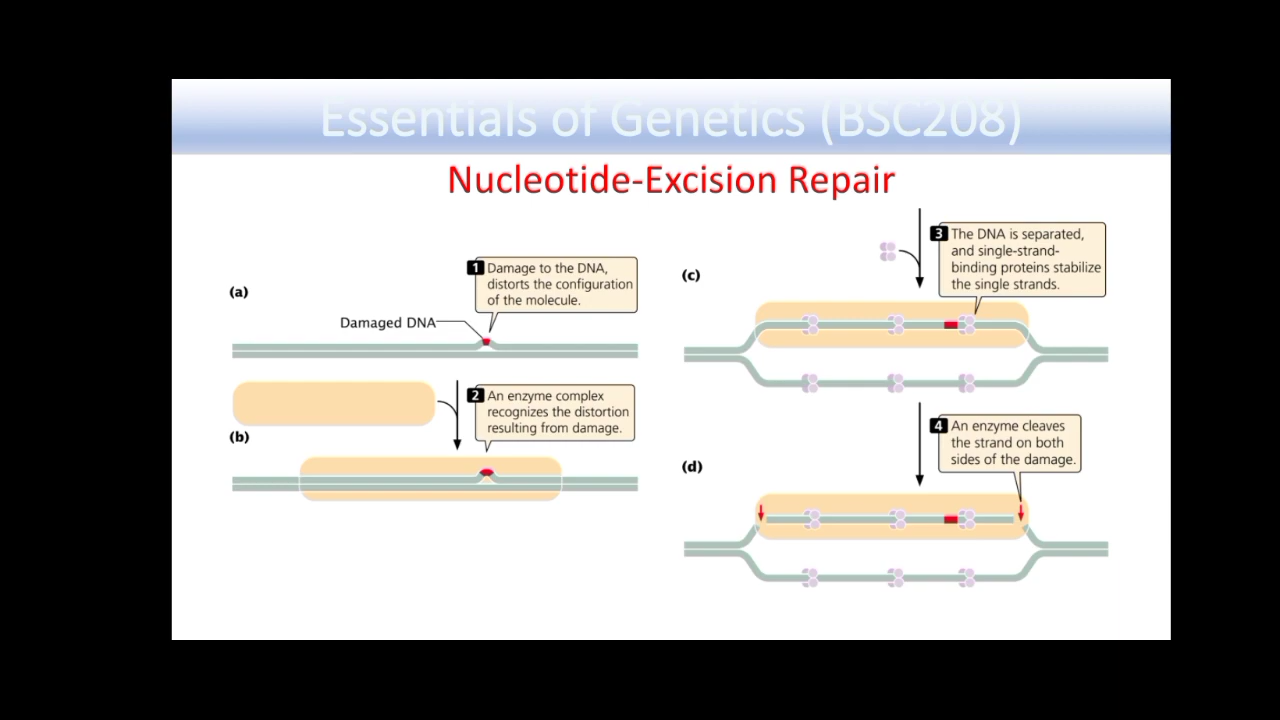 Essentials of Genetics (BSC208)
Nucleotide-Excision Repair
(a)
1 Damage to the DNA,
distorts the configuration
of the molecule.
Damaged DNA
2 An enzyme complex
recognizes the distortion
resulting from damage.
(b)
3 The DNA is separated,
and single-strand-
binding proteins stabilize
the single strands.
(c)
4 An enzyme cleaves
the strand on both
sides of the damage.
(d)